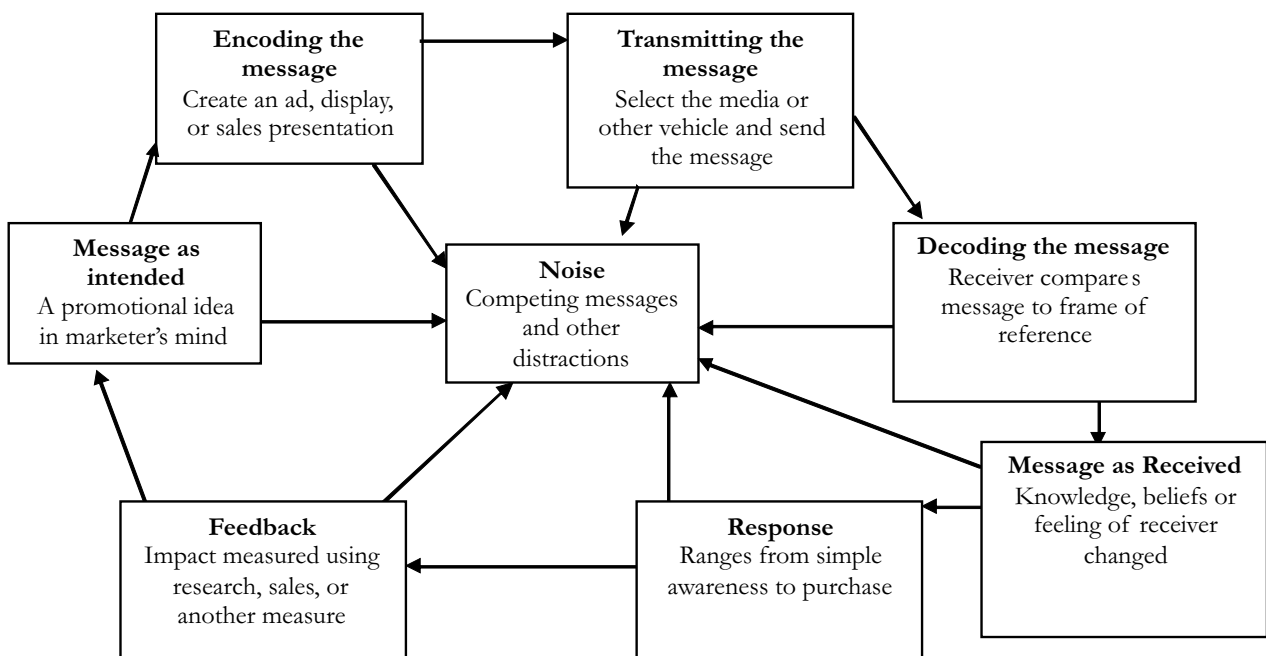 Encoding the
message
Create an ad, display,
or sales presentation
Transmitting the
message
Select the media or
other vehicle and send
the message
Message as
intended
A promotional idea
in marketer's mind
Noise
Competing messages
and other
distractions
Decoding the message
Receiver compares
message to frame of
reference
Message as Received
Knowledge, beliefs or
feeling of receiver
changed
Feedback
Impact measured using
research, sales, or
another measure
Response
Ranges from simple
awareness to purchase